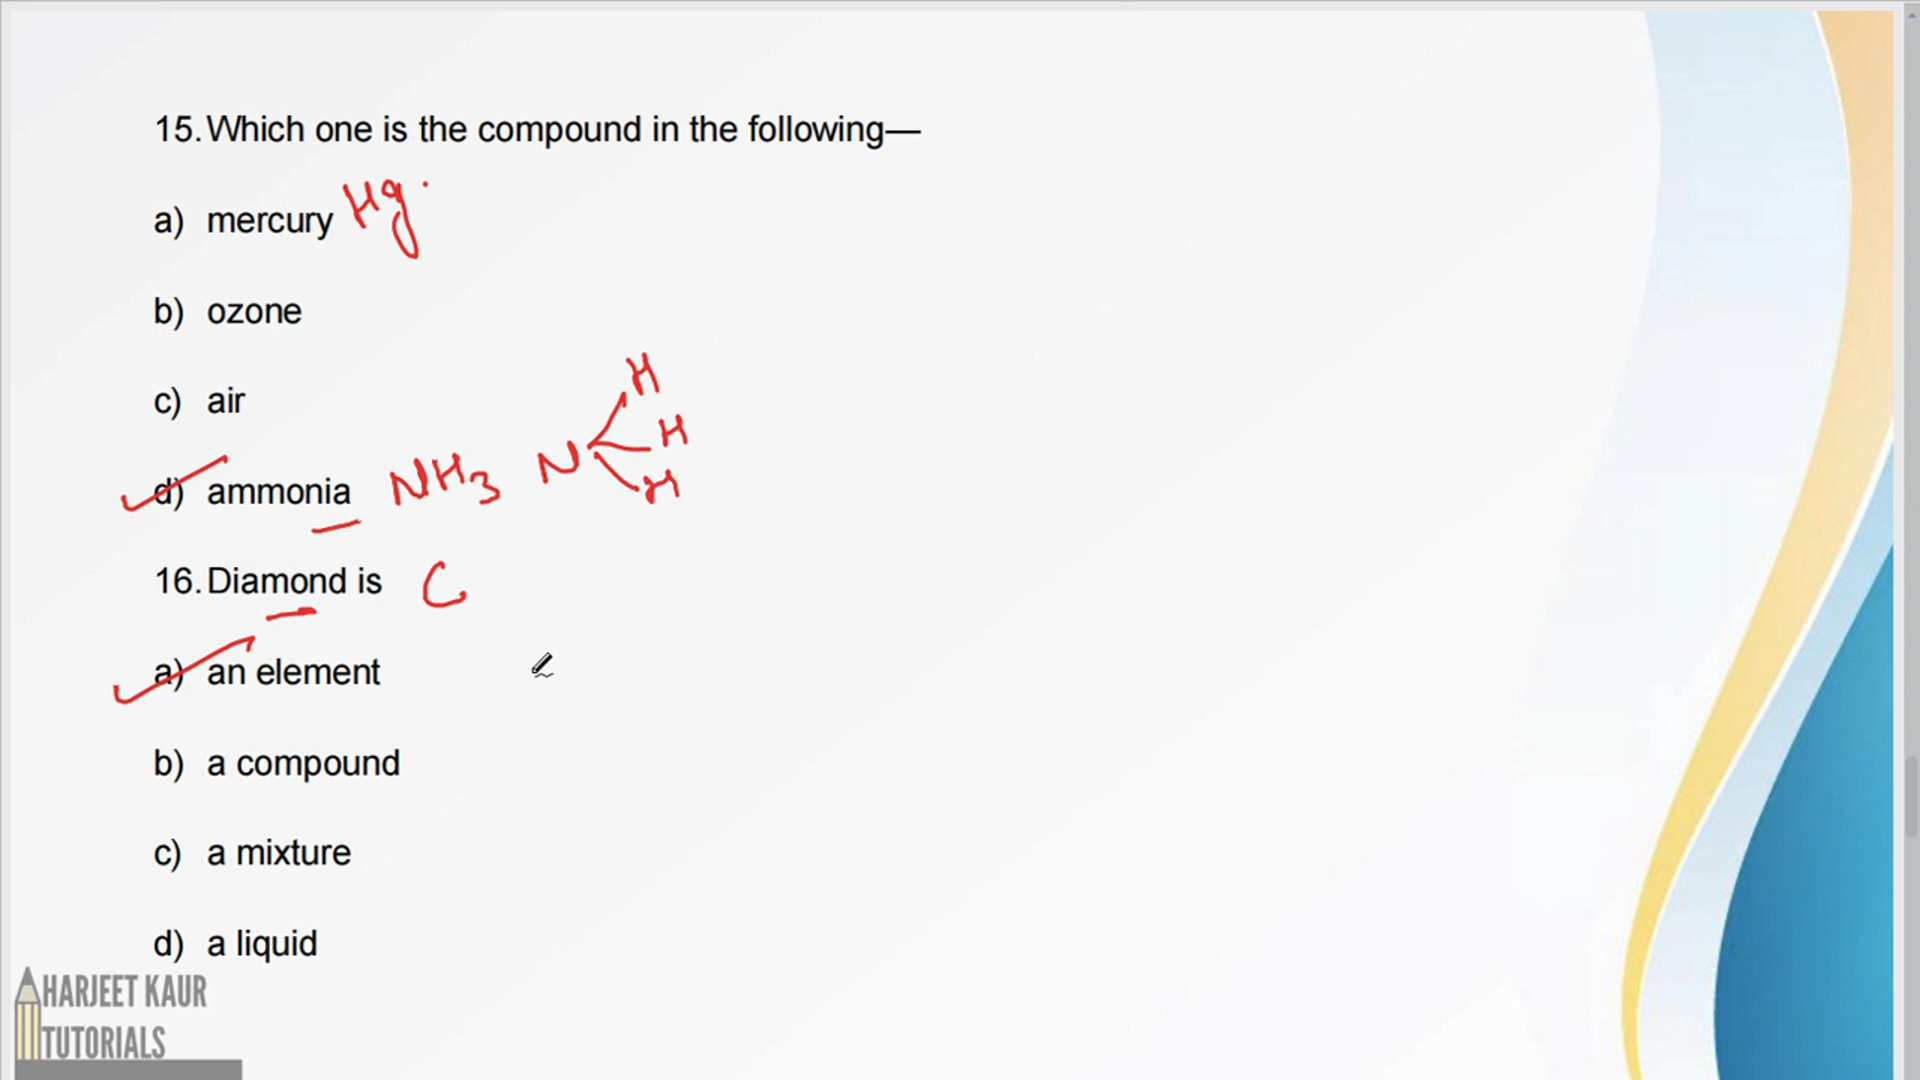 15. Which one is the compound in the following—
a) mercury Hg.
b) ozone
c) air
H
H
d) ammonia NH3 N
H
16. Diamond is C
a) an element
b) a compound
c) a mixture
d) a liquid
HARJEET KAUR
TUTORIALS